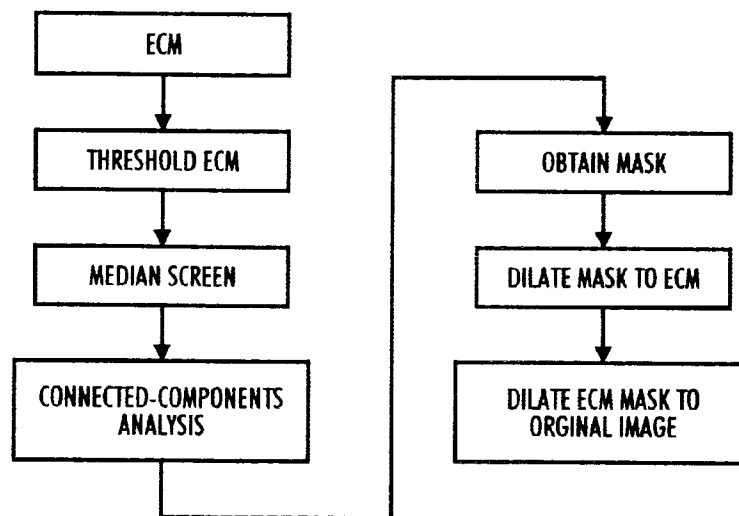 ECM
THRESHOLD ECM
MEDIAN SCREEN
CONNECTED-COMPONENTS
ANALYSIS
OBTAIN MASK
DILATE MASK TO ECM
DILATE ECM MASK TO
ORGINAL IMAGE